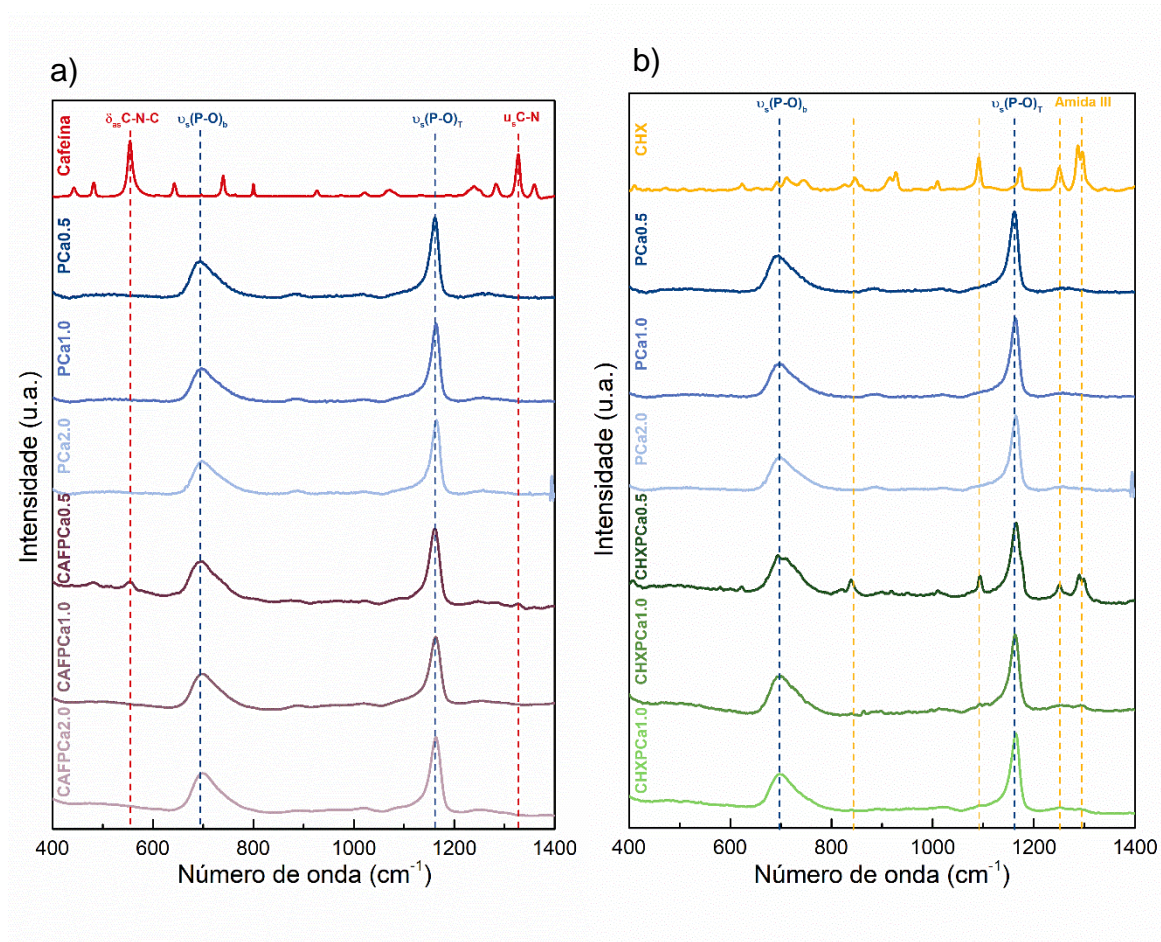 a)
δasC-N-C
υs(P-O)b
υs(P-O)T
usC-N
Cafeína
PCa0.5
PCa1.0
PCa2.0
CAFPCa0.5
CAFPCa1.0
CAFPCa2.0
Intensidade (u.a.)
400
600
800
1000
1200
1400
Número de onda (cm-1)
b)
υs(P-O)b
υs(P-O)T
Amida III
CHX
PCa0.5
PCa1.0
PCa2.0
CHXPCa0.5
CHXPCa1.0
CHXPCa1.0
Intensidade (u.a.)
400
600
800
1000
1200
1400
Número de onda (cm-1)